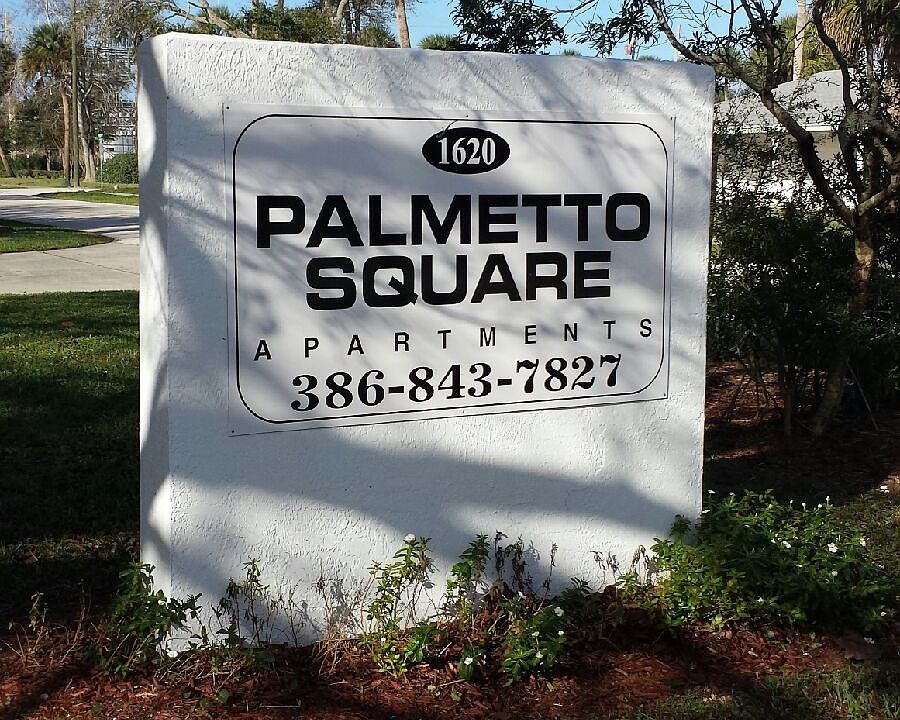 1620
PALMETTO
SQUARE
APARTMENTS
386-843-7827